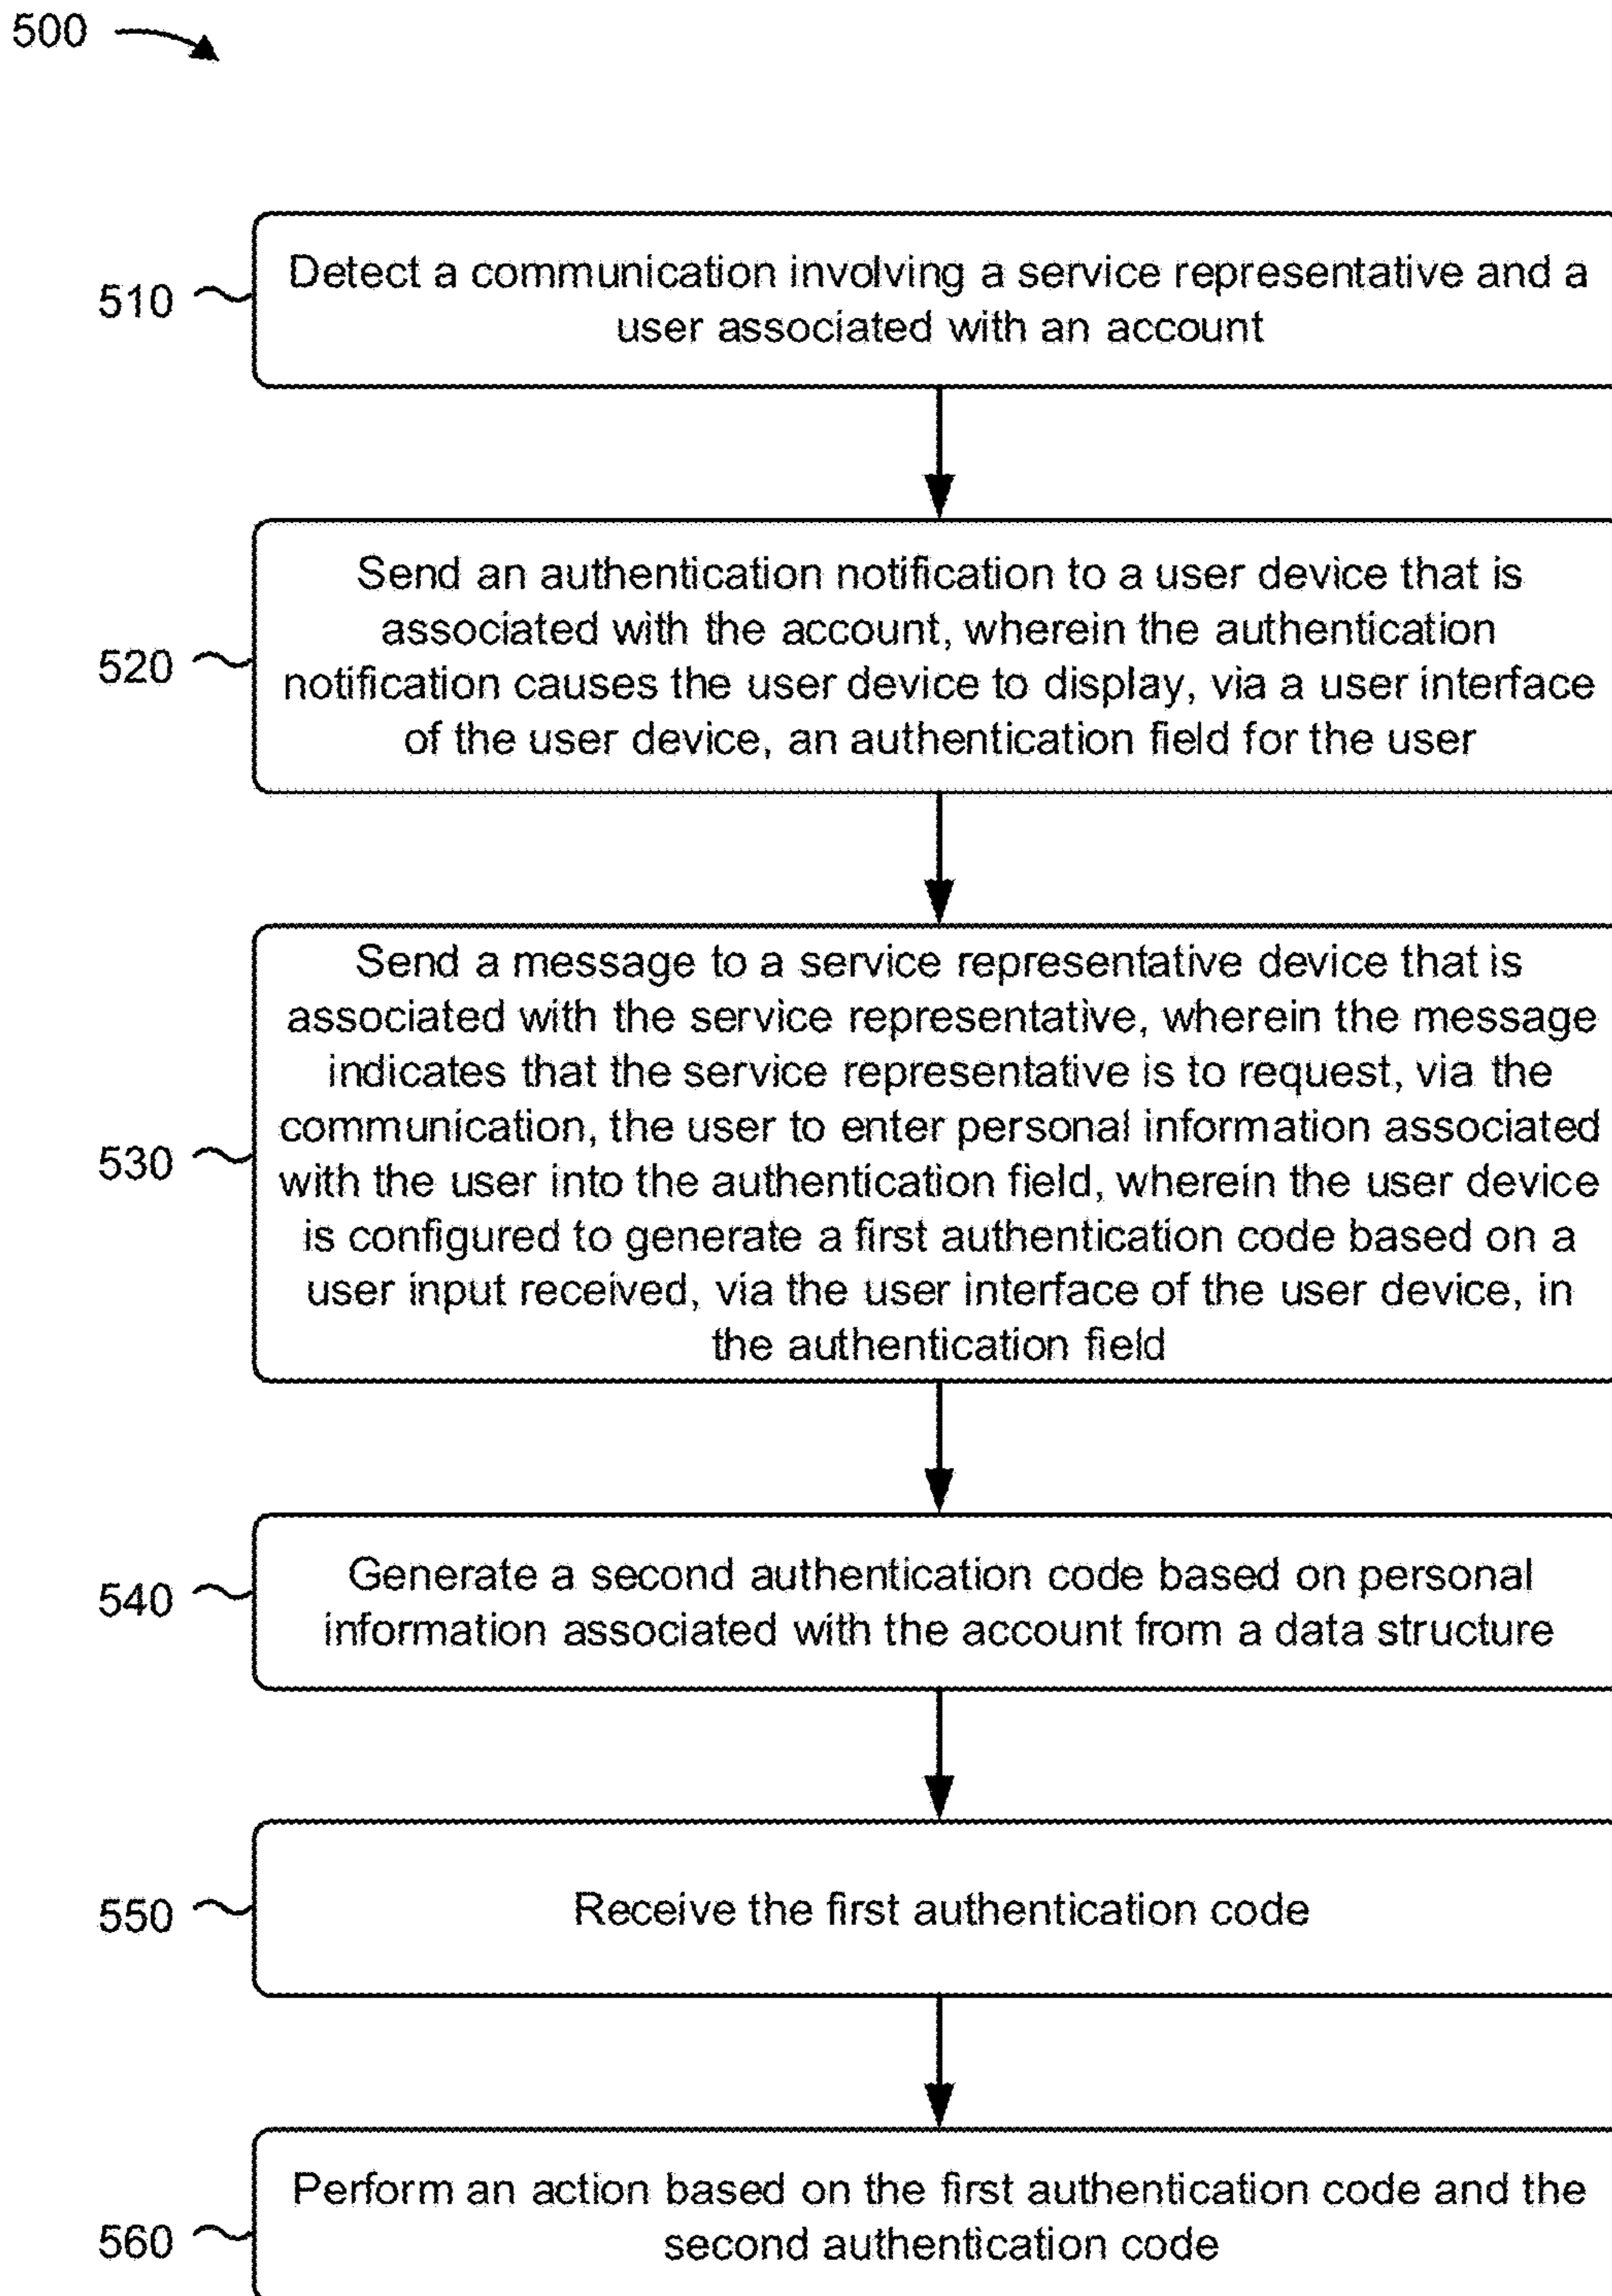 500
510
Detect a communication involving a service representative and a
user associated with an account
520
Send an authentication notification to a user device that is
associated with the account, wherein the authentication
notification causes the user device to display, via a user interface
of the user device, an authentication field for the user
530
Send a message to a service representative device that is
associated with the service representative, wherein the message
indicates that the service representative is to request, via the
communication, the user to enter personal information associated
with the user into the authentication field, wherein the user device
is configured to generate a first authentication code based on a
user input received, via the user interface of the user device, in
the authentication field
540
Generate a second authentication code based on personal
information associated with the account from a data structure
550
Receive the first authentication code
560
Perform an action based on the first authentication code and the
second authentication code